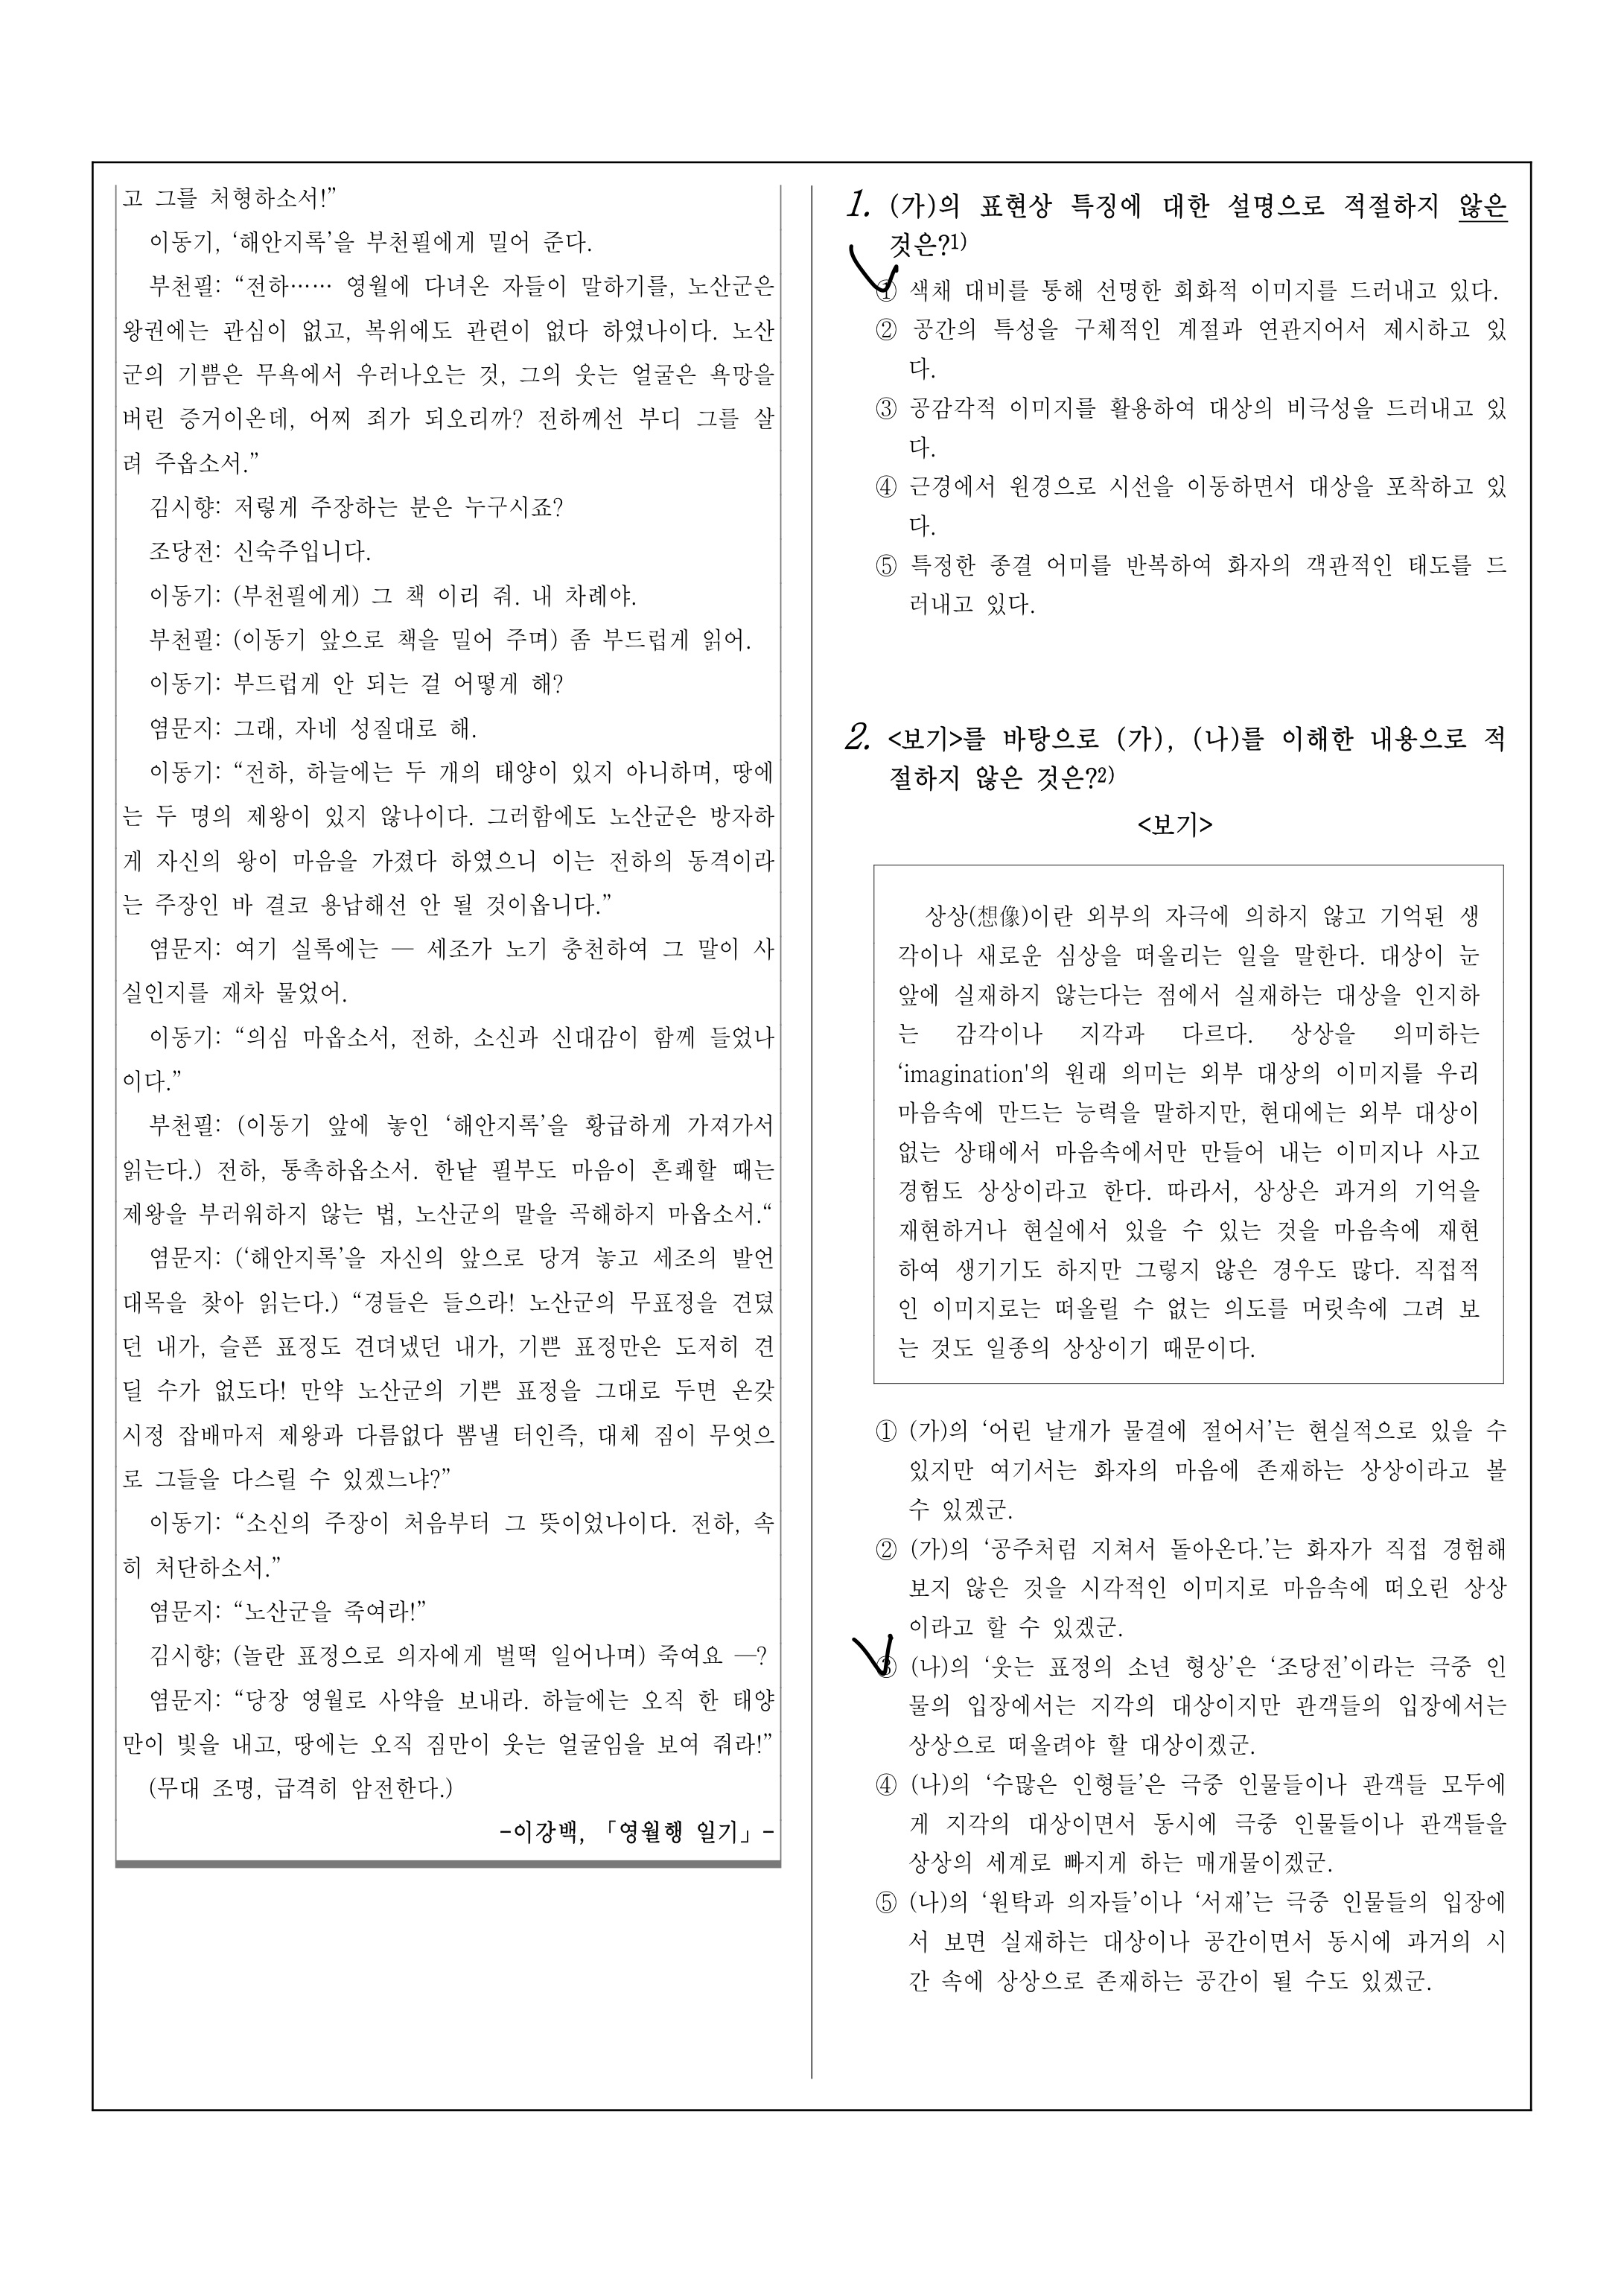 고 그를 처형하소서!”
이동기, ‘해안지록’을 부천필에게 밀어 준다.
부천필: “전하…… 영월에 다녀온 자들이 말하기를, 노산군은
왕권에는 관심이 없고, 복위에도 관련이 없다 하였나이다. 노산
군의 기쁨은 무욕에서 우러나오는 것, 그의 웃는 얼굴은 욕망을
버린 증거이온데, 어찌 죄가 되오리까? 전하께선 부디 그를 살
려 주옵소서.”
김시향: 저렇게 주장하는 분은 누구시죠?
조당전: 신숙주입니다.
이동기: (부천필에게) 그 책 이리 줘. 내 차례야.
부천필: (이동기 앞으로 책을 밀어 주며) 좀 부드럽게 읽어.
이동기: 부드럽게 안 되는 걸 어떻게 해?
염문지: 그래, 자네 성질대로 해.
이동기: “전하, 하늘에는 두 개의 태양이 있지 아니하며, 땅에
는 두 명의 제왕이 있지 않나이다. 그러함에도 노산군은 방자하
게 자신의 왕이 마음을 가졌다 하였으니 이는 전하의 동격이라
는 주장인 바 결코 용납해선 안 될 것이옵니다.”
염문지: 여기 실록에는 — 세조가 노기 충천하여 그 말이 사
실인지를 재차 물었어.
이동기: “의심 마옵소서, 전하, 소신과 신대감이 함께 들었나
이다.”
부천필: (이동기 앞에 놓인 ‘해안지록’을 황급하게 가져가서
읽는다.) 전하, 통촉하옵소서. 한낱 필부도 마음이 흔쾌할 때는
제왕을 부러워하지 않는 법, 노산군의 말을 곡해하지 마옵소서.“
염문지: (‘해안지록’을 자신의 앞으로 당겨 놓고 세조의 발언
대목을 찾아 읽는다.) “경들은 들으라! 노산군의 무표정을 견뎠
던 내가, 슬픈 표정도 견뎌냈던 내가, 기쁜 표정만은 도저히 견
딜 수가 없도다! 만약 노산군의 기쁜 표정을 그대로 두면 온갖
시정 잡배마저 제왕과 다름없다 뽐낼 터인즉, 대체 짐이 무엇으
로 그들을 다스릴 수 있겠느냐?”
이동기: “소신의 주장이 처음부터 그 뜻이었나이다. 전하, 속
히 처단하소서.”
염문지: “노산군을 죽여라!”
김시향; (놀란 표정으로 의자에게 벌떡 일어나며) 죽여요 —?
염문지: “당장 영월로 사약을 보내라. 하늘에는 오직 한 태양
만이 빛을 내고, 땅에는 오직 짐만이 웃는 얼굴임을 보여 줘라!”
(무대 조명, 급격히 암전한다.)
-이강백, 「영월행 일기」-
1. (가)의 표현상 특징에 대한 설명으로 적절하지 않은
것은?1)
① 색채 대비를 통해 선명한 회화적 이미지를 드러내고 있다.
② 공간의 특성을 구체적인 계절과 연관지어서 제시하고 있
다.
③ 공감각적 이미지를 활용하여 대상의 비극성을 드러내고 있
다.
④ 근경에서 원경으로 시선을 이동하면서 대상을 포착하고 있
다.
⑤ 특정한 종결 어미를 반복하여 화자의 객관적인 태도를 드
러내고 있다.
2. <보기>를 바탕으로 (가), (나)를 이해한 내용으로 적
절하지 않은 것은?2)
<보기>
상상(想像)이란 외부의 자극에 의하지 않고 기억된 생
각이나 새로운 심상을 떠올리는 일을 말한다. 대상이 눈
앞에 실재하지 않는다는 점에서 실재하는 대상을 인지하
는 감각이나 지각과 다르다. 상상을 의미하는
‘imagination'의 원래 의미는 외부 대상의 이미지를 우리
마음속에 만드는 능력을 말하지만, 현대에는 외부 대상이
없는 상태에서 마음속에서만 만들어 내는 이미지나 사고
경험도 상상이라고 한다. 따라서, 상상은 과거의 기억을
재현하거나 현실에서 있을 수 있는 것을 마음속에 재현
하여 생기기도 하지만 그렇지 않은 경우도 많다. 직접적
인 이미지로는 떠올릴 수 없는 의도를 머릿속에 그려 보
는 것도 일종의 상상이기 때문이다.
① (가)의 ‘어린 날개가 물결에 절어서’는 현실적으로 있을 수
있지만 여기서는 화자의 마음에 존재하는 상상이라고 볼
수 있겠군.
② (가)의 ‘공주처럼 지쳐서 돌아온다.’는 화자가 직접 경험해
보지 않은 것을 시각적인 이미지로 마음속에 떠오린 상상
이라고 할 수 있겠군.
③ (나)의 ‘웃는 표정의 소년 형상’은 ‘조당전’이라는 극중 인
물의 입장에서는 지각의 대상이지만 관객들의 입장에서는
상상으로 떠올려야 할 대상이겠군.
④ (나)의 ‘수많은 인형들’은 극중 인물들이나 관객들 모두에
게 지각의 대상이면서 동시에 극중 인물들이나 관객들을
상상의 세계로 빠지게 하는 매개물이겠군.
⑤ (나)의 ‘원탁과 의자들’이나 ‘서재’는 극중 인물들의 입장에
서 보면 실재하는 대상이나 공간이면서 동시에 과거의 시
간 속에 상상으로 존재하는 공간이 될 수도 있겠군.